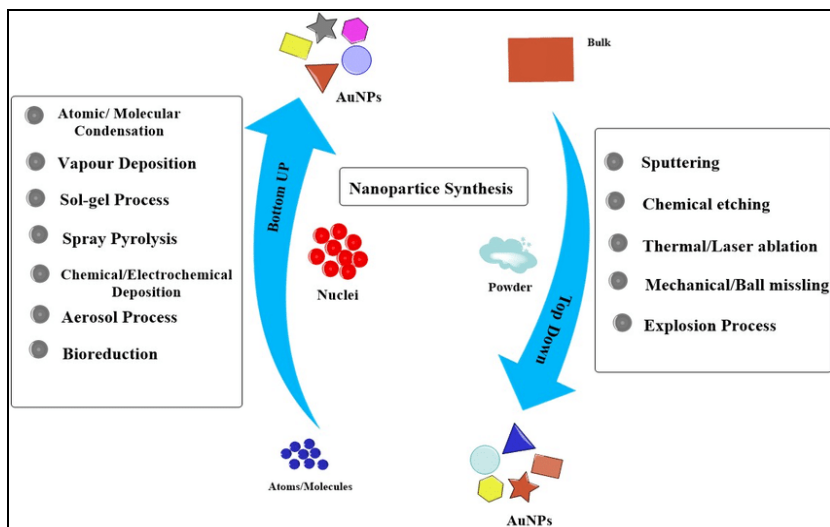 AuNPs
Bulk
Atomic/ Molecular
Condensation
Vapour Deposition
Sol-gel Process
Spray Pyrolysis
Chemical/Electrochemical
Deposition
Aerosol Process
Bioreduction
Bottom UP
Nanopartice Synthesis
Nuclei
Atoms/Molecules
Powder
Top Down
Sputtering
Chemical etching
Thermal/Laser ablation
Mechanical/Ball missling
Explosion Process
AuNPs